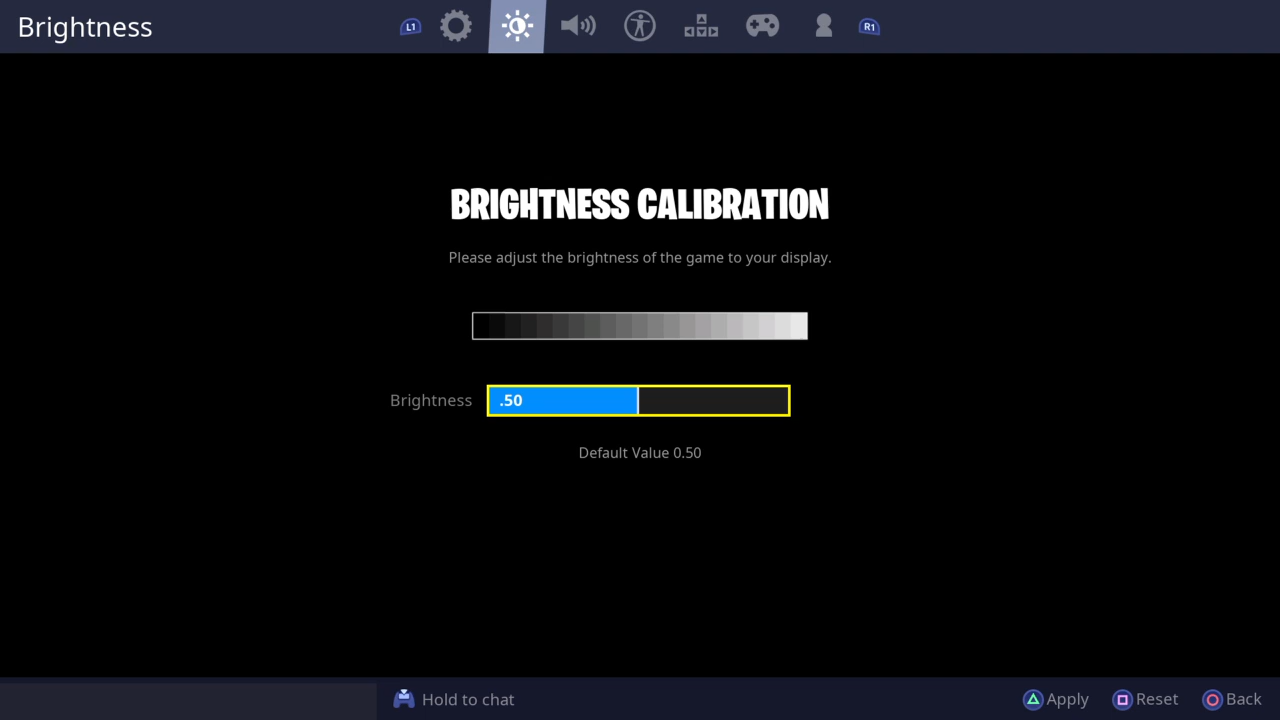 Brightness
L1
R1
BRIGHTNESS CALIBRATION
Please adjust the brightness of the game to your display.
Brightness
.50
Default Value 0.50
Hold to chat
Apply
Reset
Back